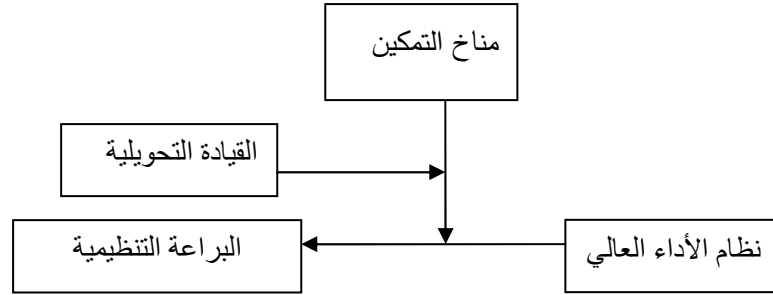 مناخ التمكين
القيادة التحويلية
نظام الأداء العالي
البراعة التنظيمية